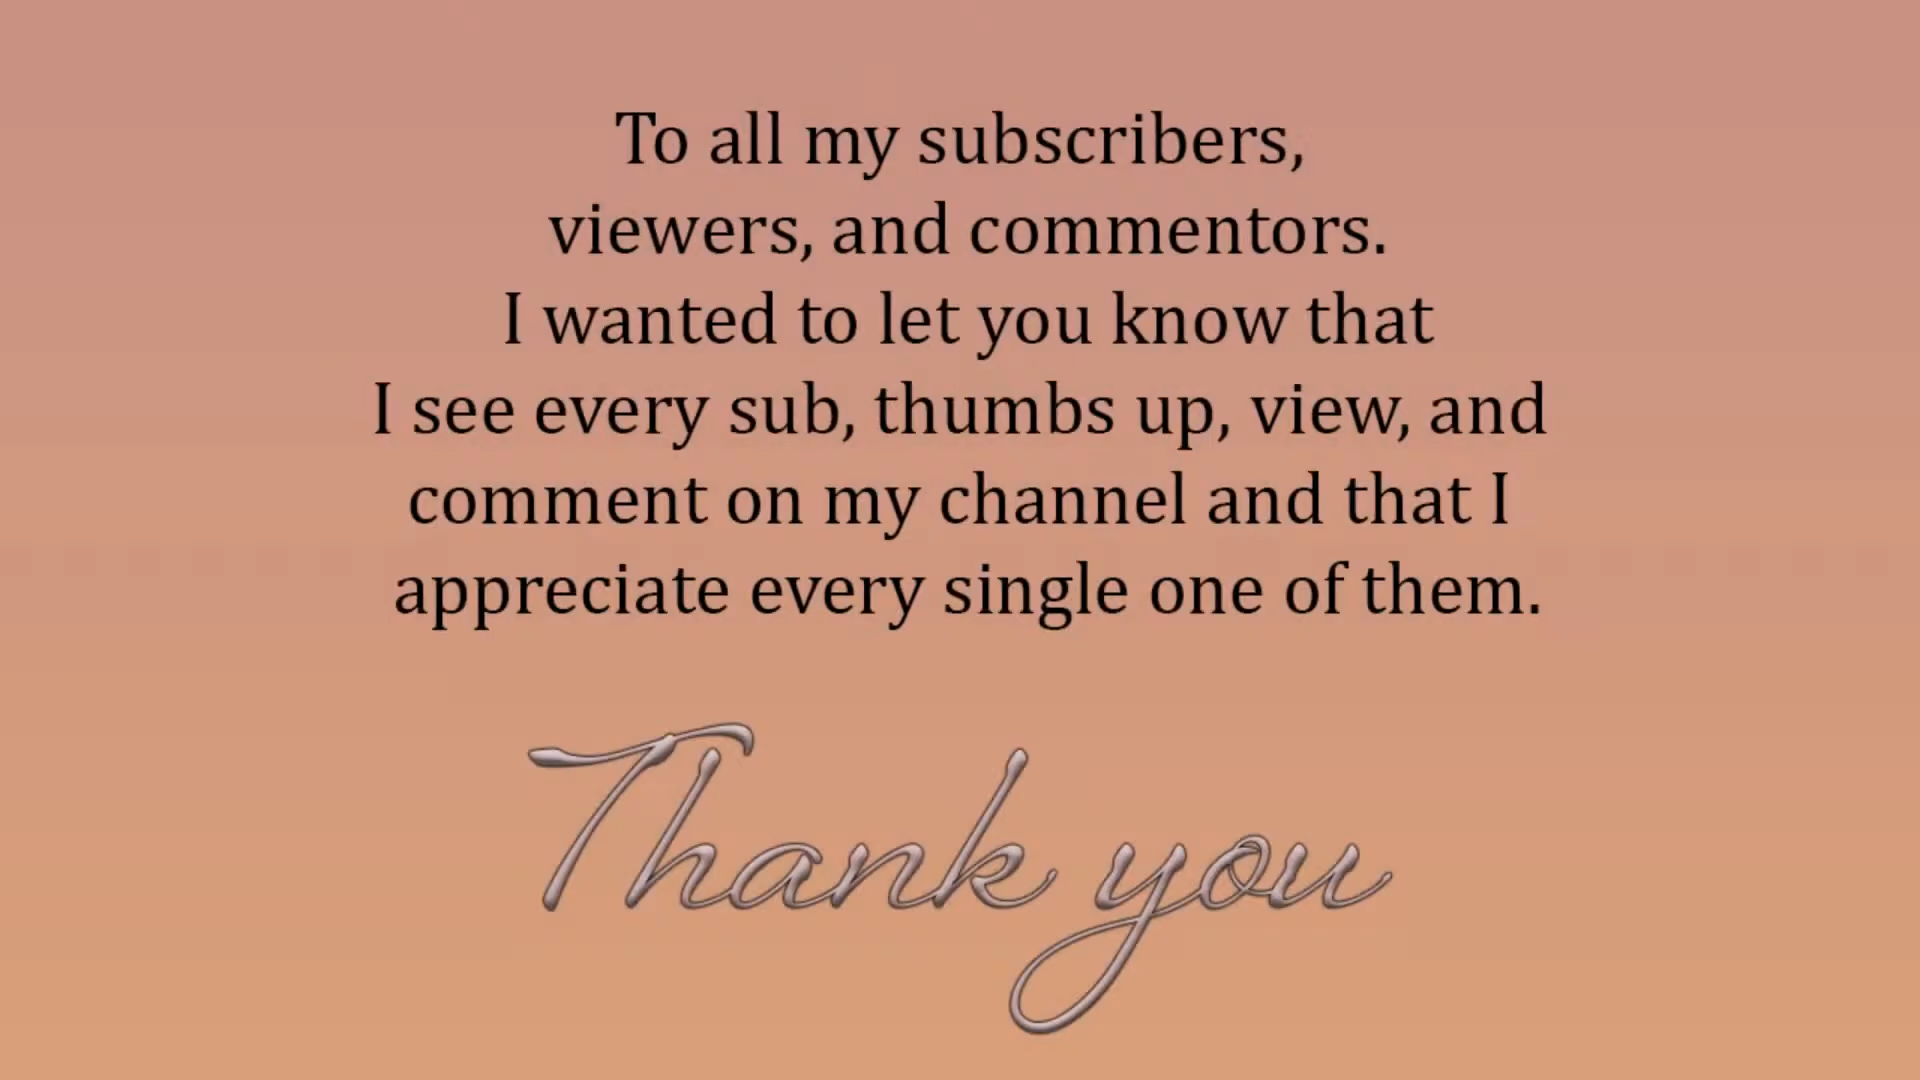 To all my subscribers,
viewers, and commentors.
I wanted to let you know that
I see every sub, thumbs up, view, and
comment on my channel and that I
appreciate every single one of them.
Thank you